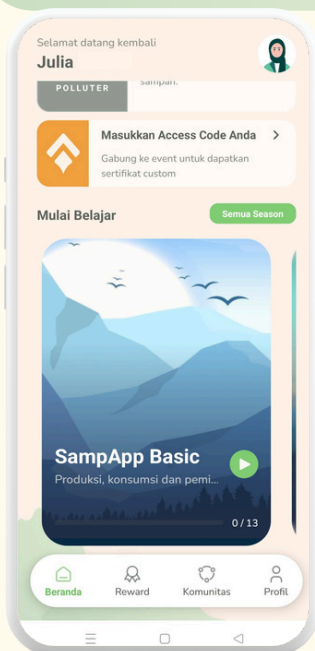 Selamat datang kembali
Julia
POLLUTER
sampah.
Masukkan Access Code Anda
Gabung ke event untuk dapatkan
sertifikat custom
Mulai Belajar
Semua Season
SampApp Basic
Produksi, konsumsi dan pemi...
0 / 13
Beranda
Reward
Komunitas
Profil